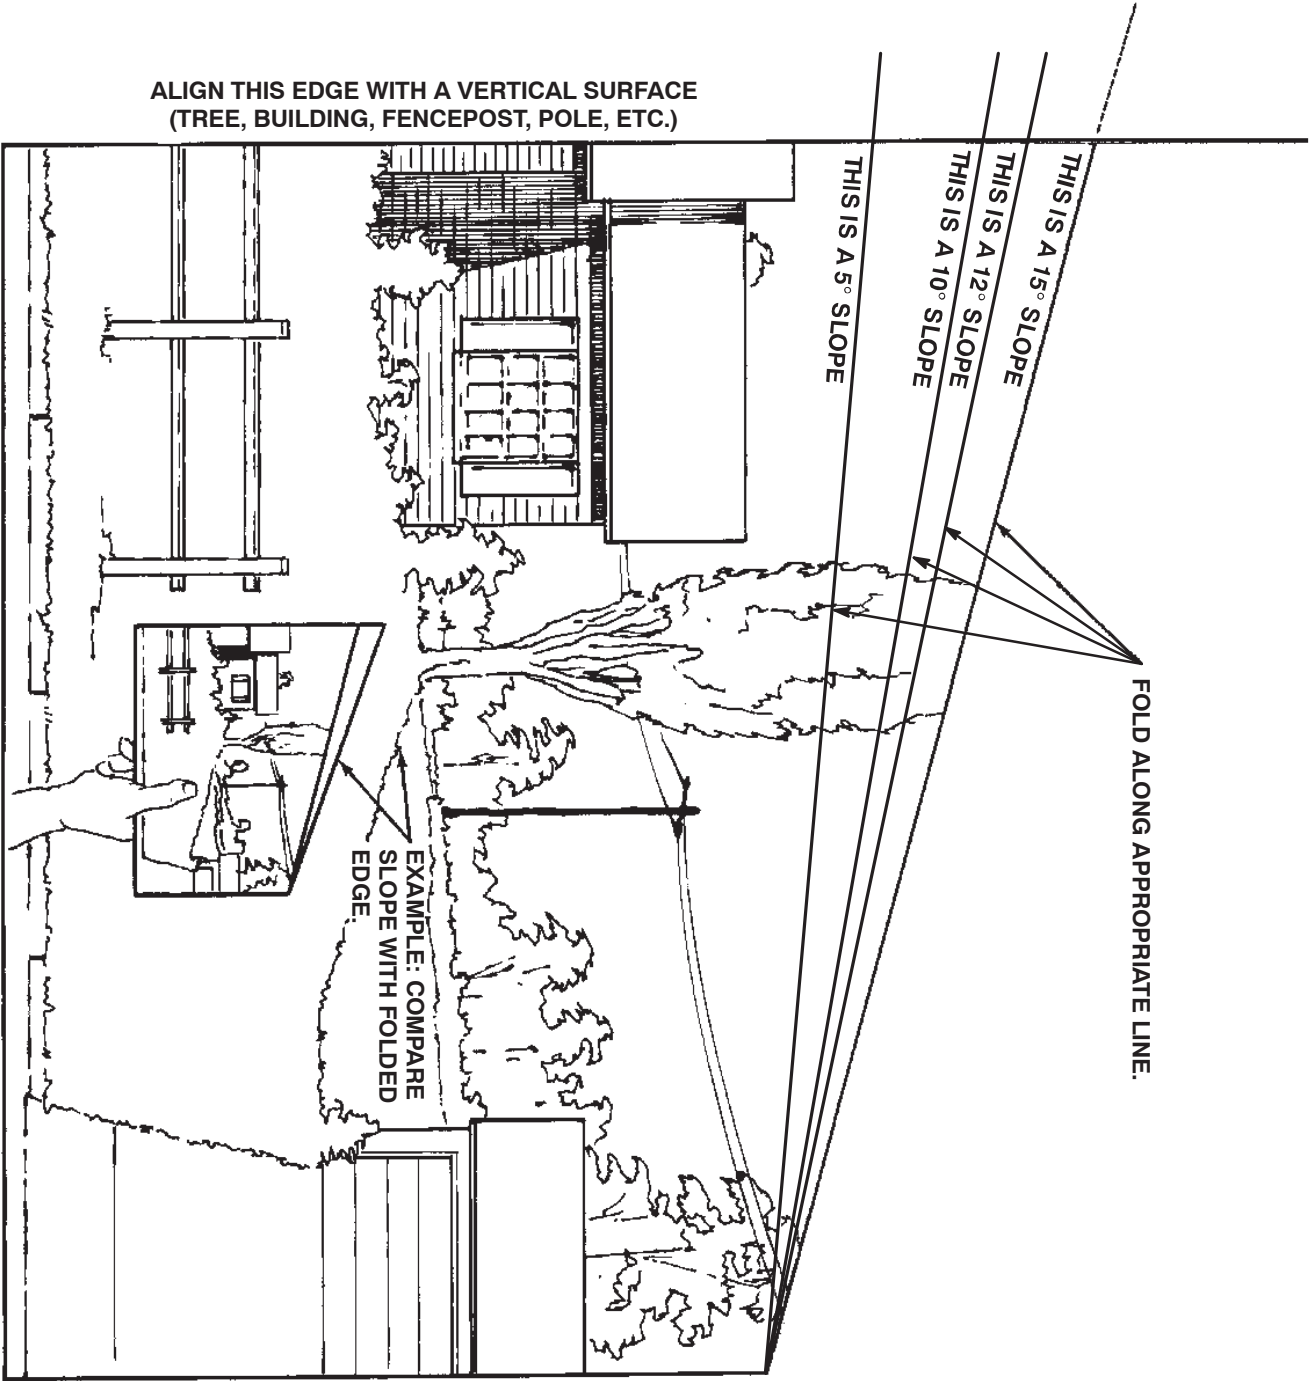 ALIGN THIS EDGE WITH A VERTICAL SURFACE
(TREE, BUILDING, FENCEPOST, POLE, ETC.)
THIS IS A 15° SLOPE
THIS IS A 12° SLOPE
THIS IS A 10° SLOPE
THIS IS A 5° SLOPE
FOLD ALONG APPROPRIATE LINE.
EXAMPLE: COMPARE
SLOPE WITH FOLDED
EDGE.